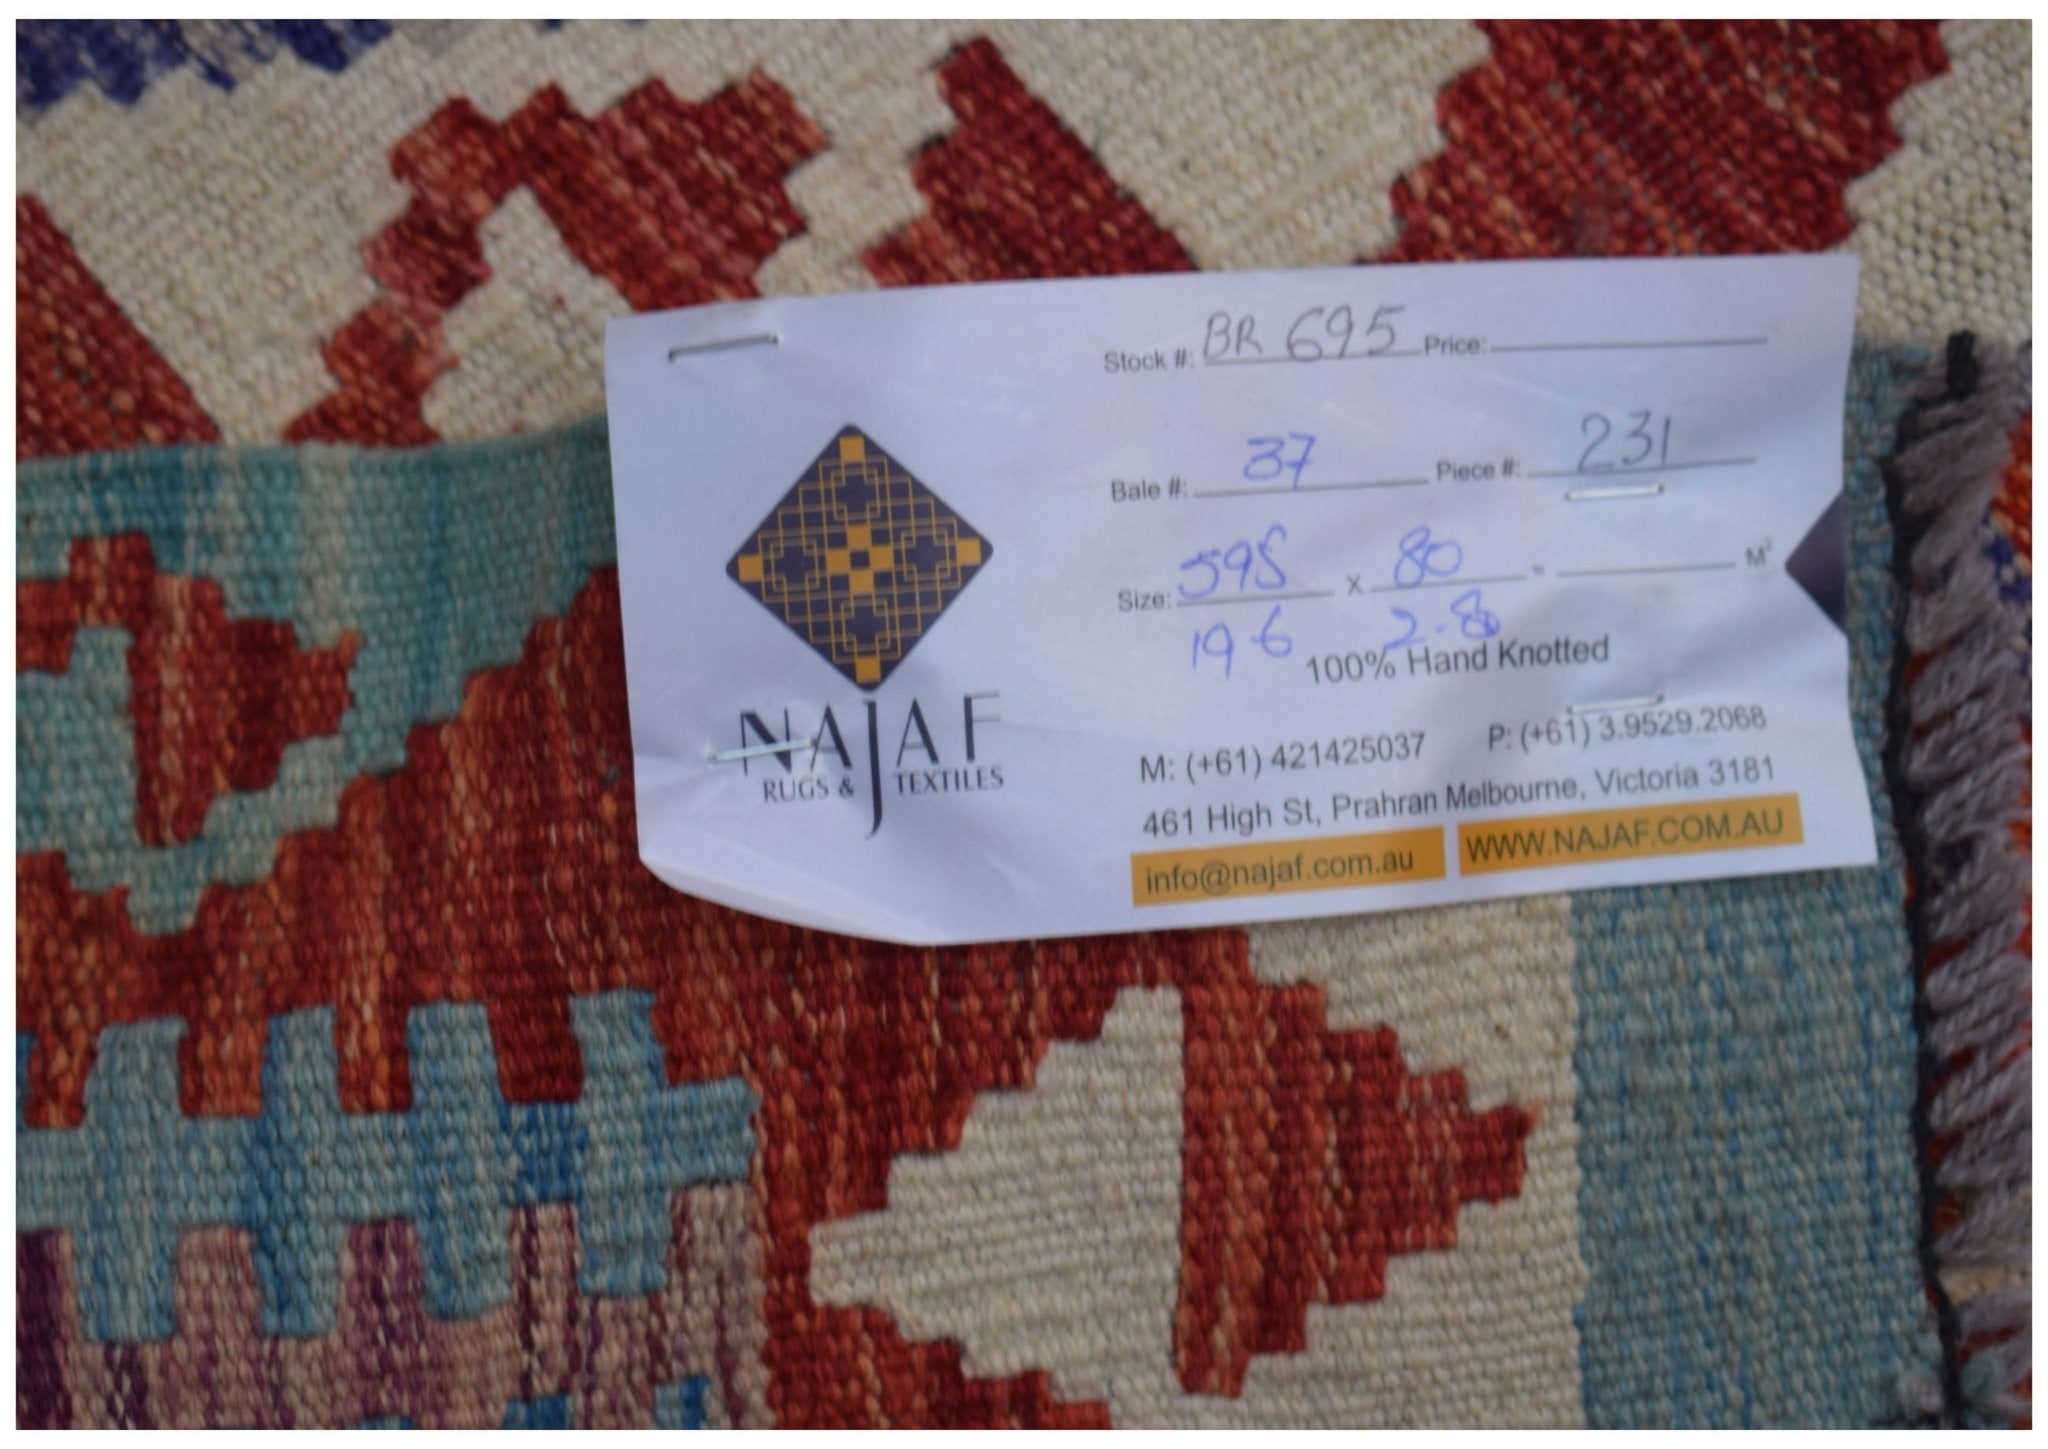 Stock #: BR 695 Price:
Bale #: 37 Piece #: 231
Size: 595 x 80 = M²
19 6 2.8
100% Hand Knotted
NAJAF
RUGS & TEXTILES
M: (+61) 421425037 P: (+61) 3.9529.2068
461 High St, Prahran Melbourne, Victoria 3181
info@najaf.com.au WWW.NAJAF.COM.AU